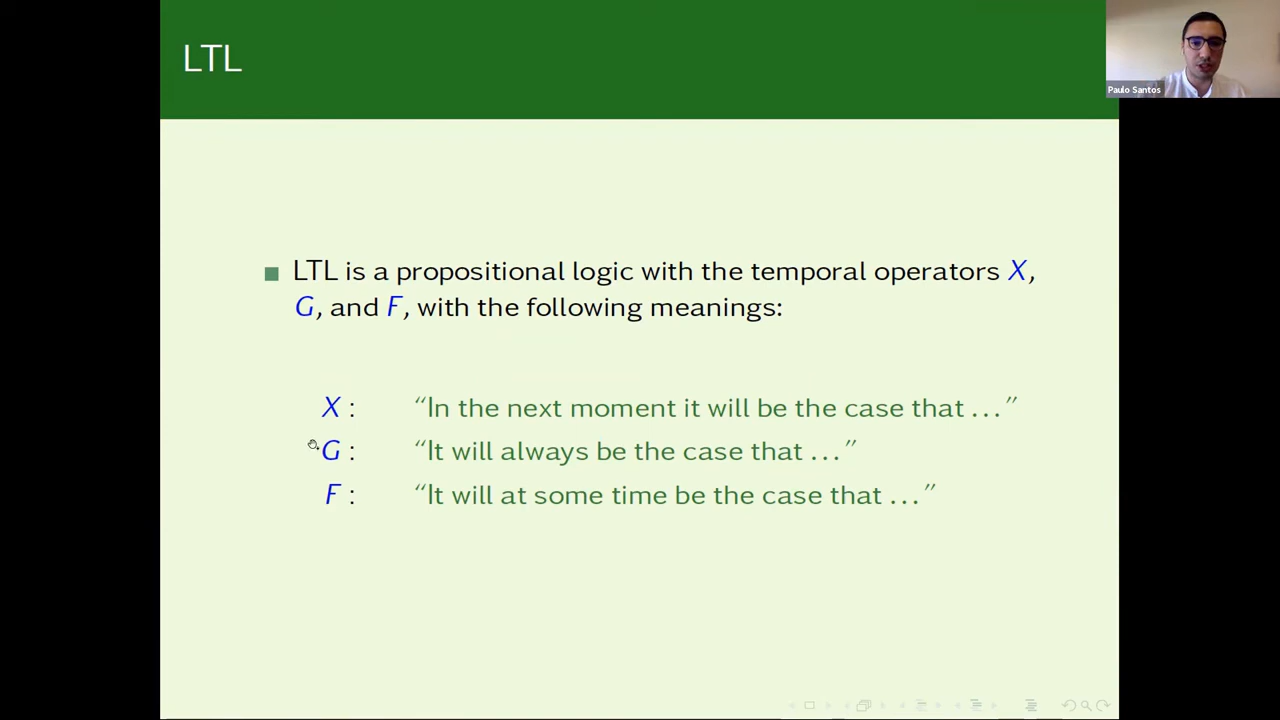 LTL
Paulo Santos
LTL is a propositional logic with the temporal operators X,
G, and F, with the following meanings:
X : “In the next moment it will be the case that …”
G : “It will always be the case that …”
F : “It will at some time be the case that …”